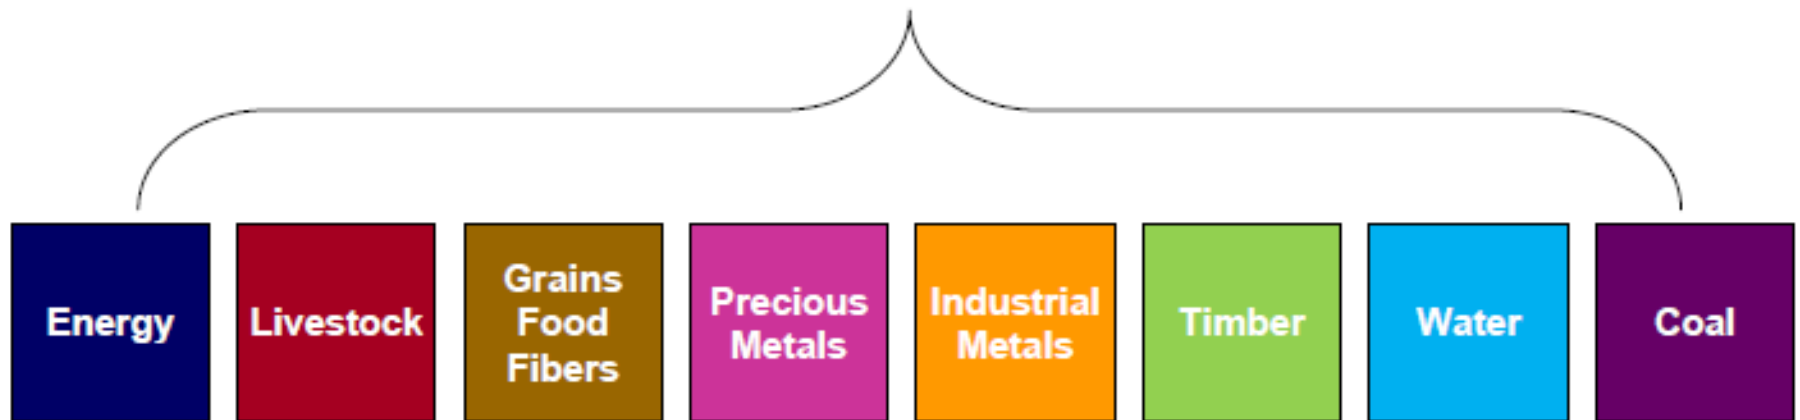 Energy
Livestock
Grains
Food
Fibers
Precious
Metals
Industrial
Metals
Timber
Water
Coal